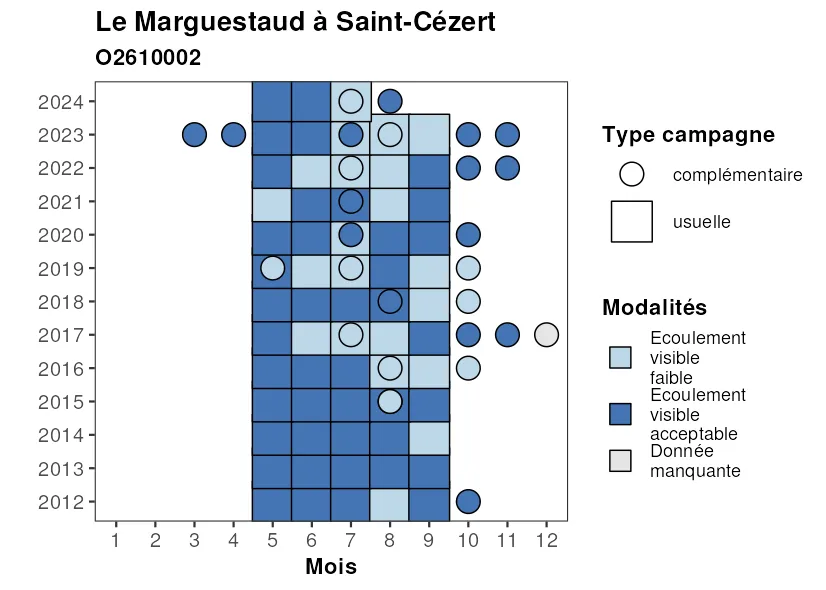 Le Marguestaud à Saint-Cézert
O2610002
2024
2023
2022
2021
2020
2019
2018
2017
2016
2015
2014
2013
2012
1 2 3 4 5 6 7 8 9 10 11 12
Mois
Type campagne
complémentaire
usuelle
Modalités
Ecoulement
visible
faible
Ecoulement
visible
acceptable
Donnée
manquante